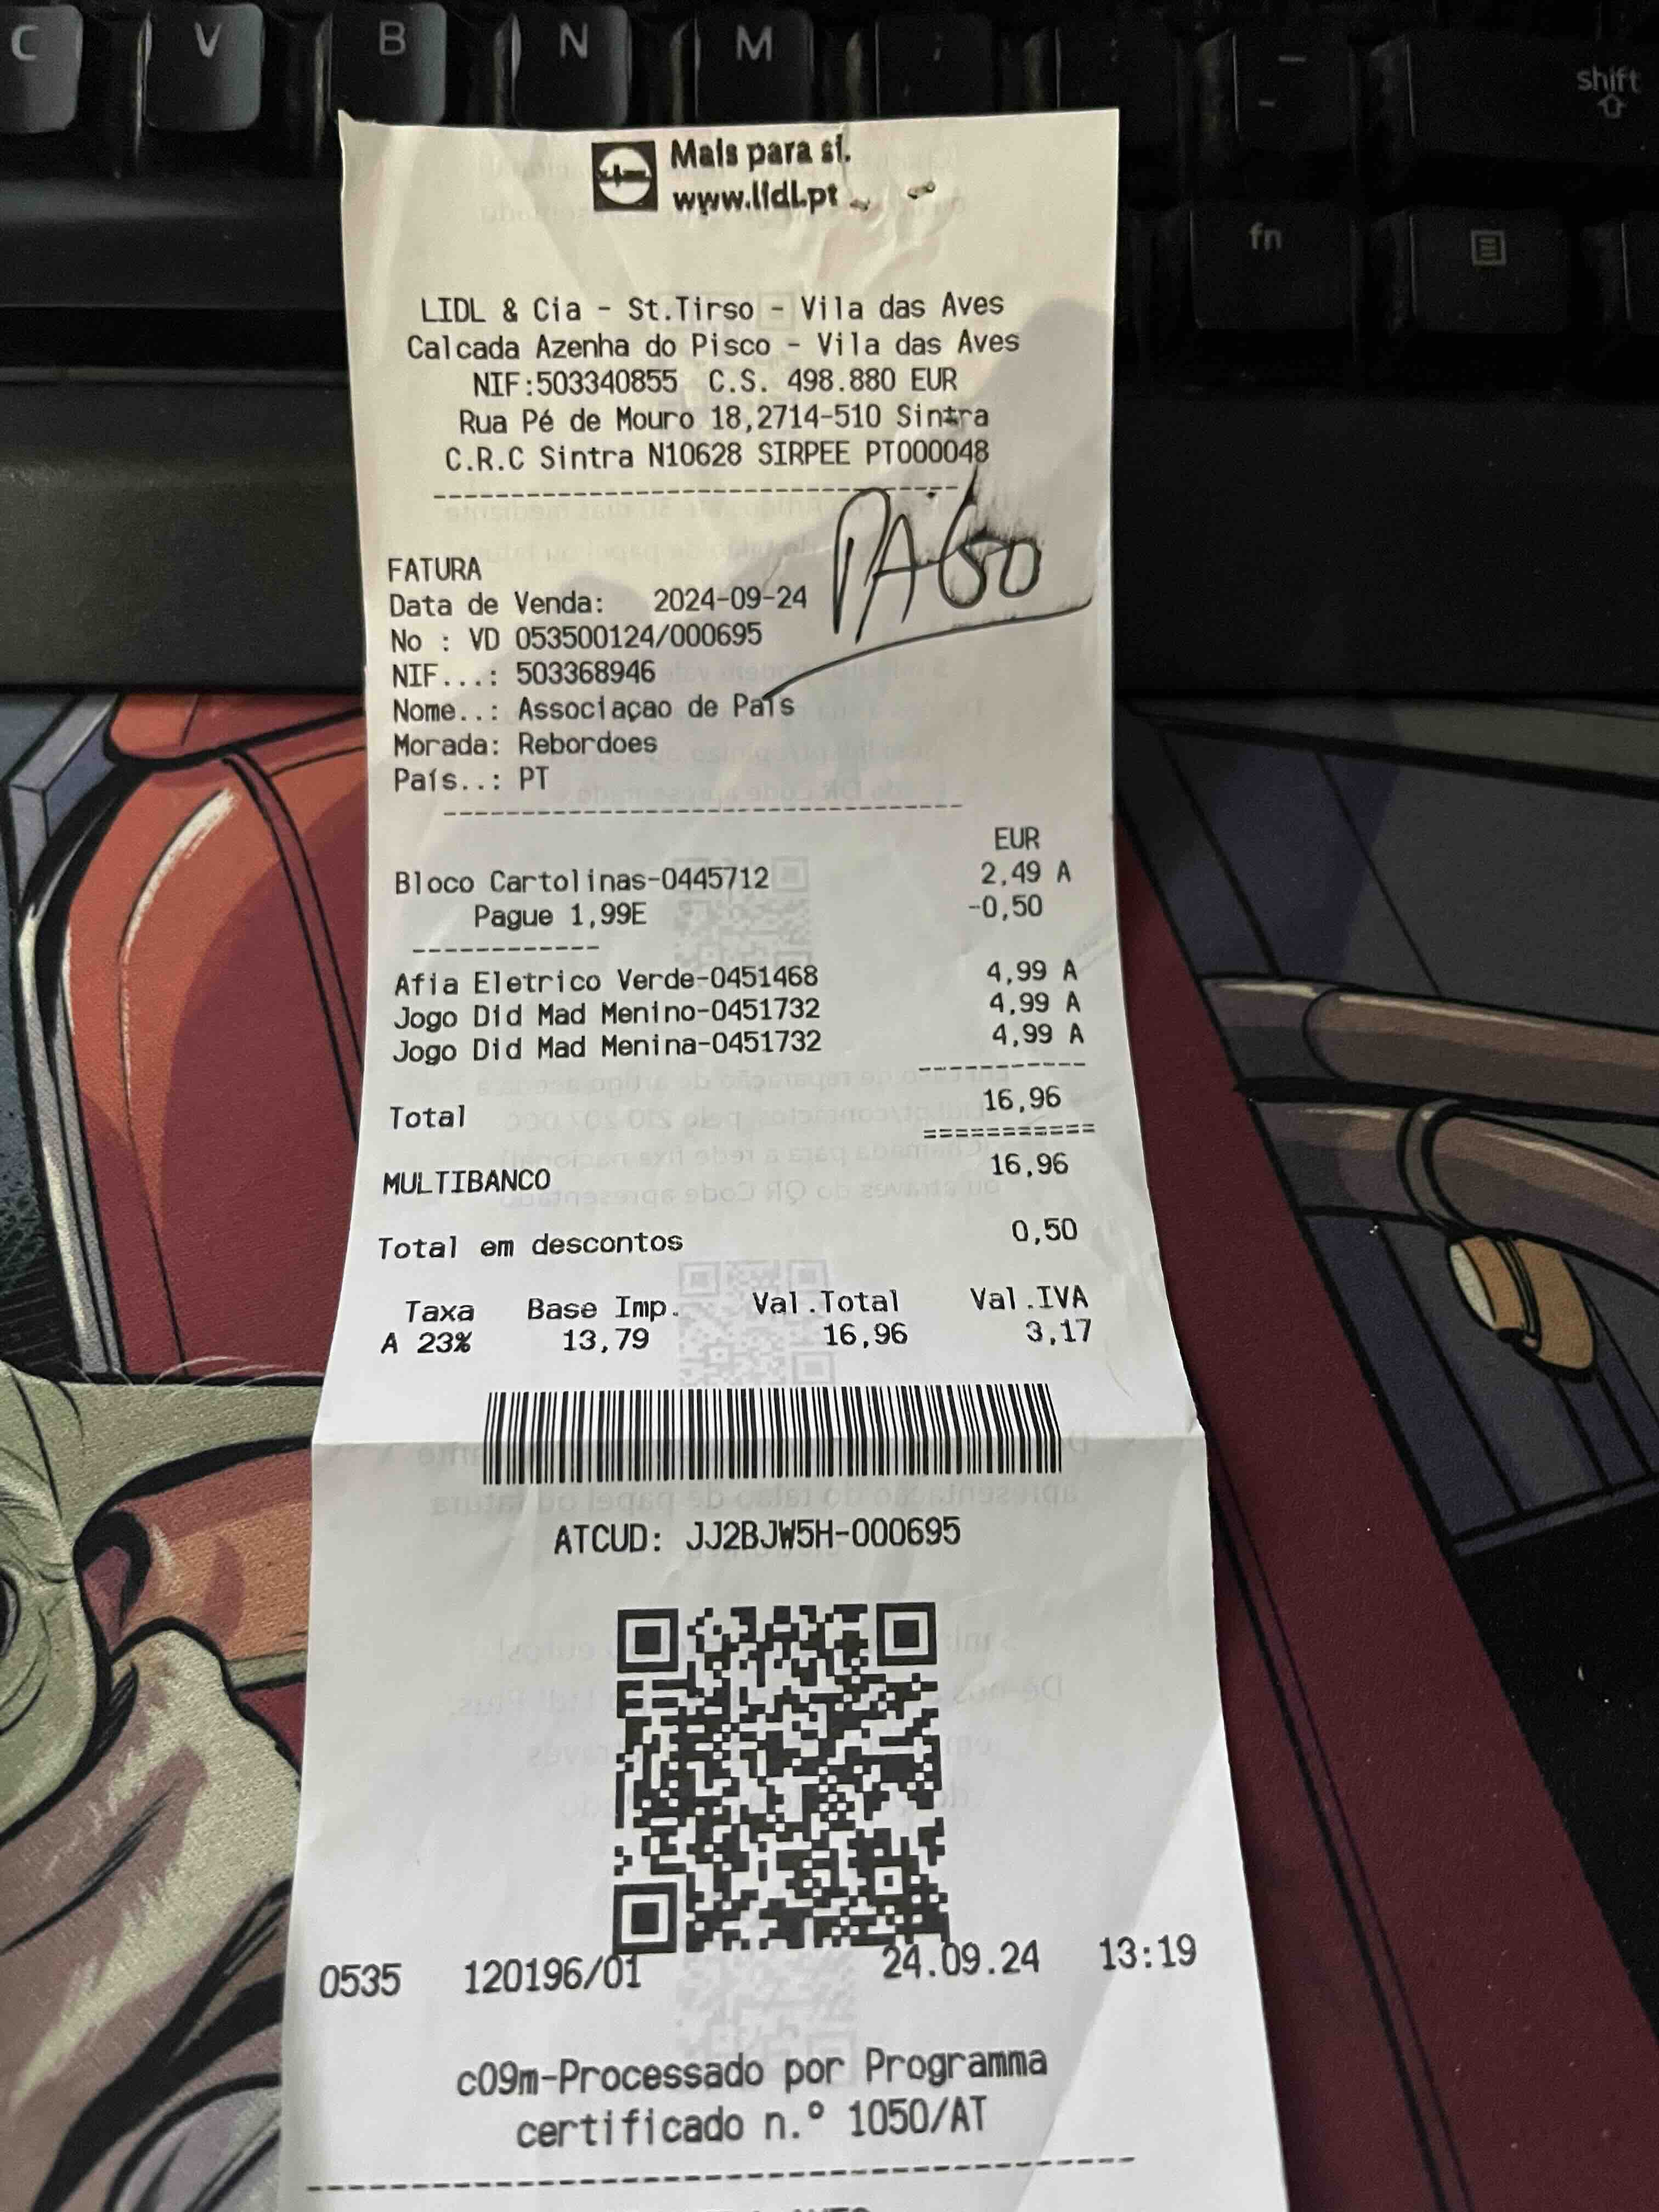 C V B N M ; : _ - shift
fn
Mais para si.
www.lidl.pt
LIDL & Cia - St.Tirso - Vila das Aves
Calcada Azenha do Pisco - Vila das Aves
NIF:503340855 C.S. 498.880 EUR
Rua Pé de Mouro 18,2714-510 Sintra
C.R.C Sintra N10628 SIRPEE PT000048
PAGO
FATURA
Data de Venda: 2024-09-24
No : VD 053500124/000695
NIF...: 503368946
Nome..: Associaçao de Pais
Morada: Rebordoes
País..: PT
EUR
Bloco Cartolinas-0445712 2,49 A
Pague 1,99E -0,50
Afia Eletrico Verde-0451468 4,99 A
Jogo Did Mad Menino-0451732 4,99 A
Jogo Did Mad Menina-0451732 4,99 A
Total 16,96
MULTIBANCO 16,96
Total em descontos 0,50
Taxa Base Imp. Val.Total Val.IVA
A 23% 13,79 16,96 3,17
ATCUD: JJ2BJW5H-000695
0535 120196/01 24.09.24 13:19
c09m-Processado por Programma
certificado n.º 1050/AT